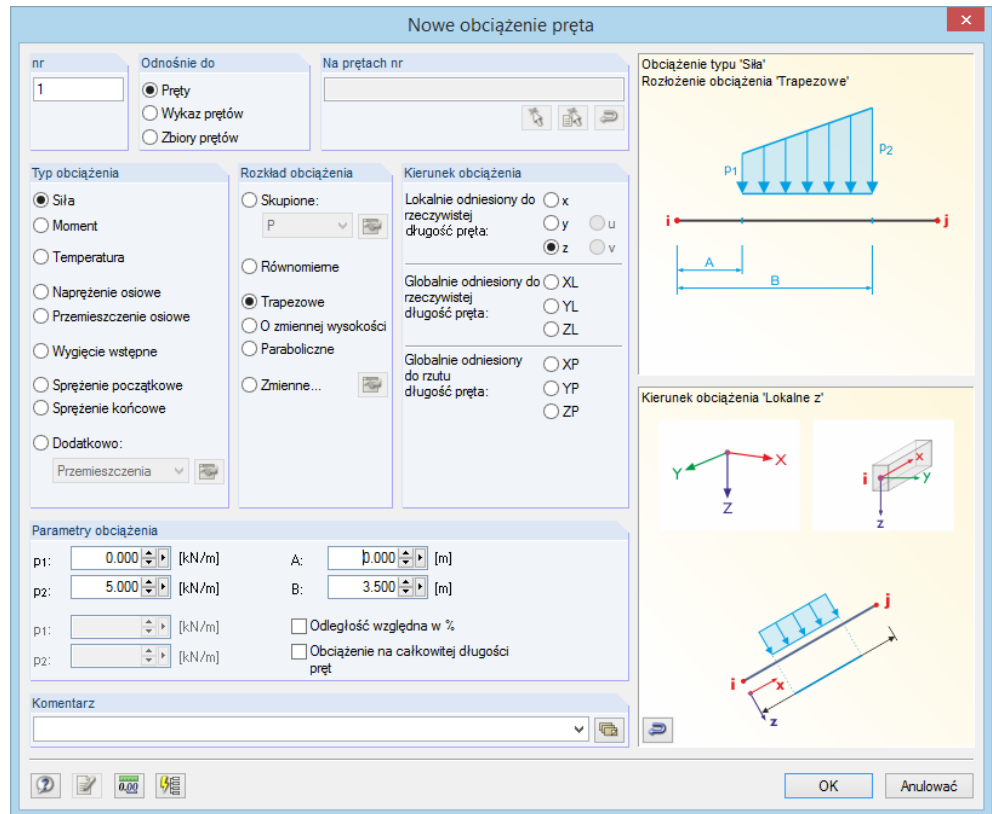 Nowe obciążenie pręta
nr
1
Odnośnie do
Pręty
Wykaz prętów
Zbiory prętów
Na prętach nr
Typ obciążenia
Siła
Moment
Temperatura
Naprężenie osiowe
Przemieszczenie osiowe
Wygięcie wstępne
Sprężenie początkowe
Sprężenie końcowe
Dodatkowo:
Przemieszczenia
Rozkład obciążenia
Skupione:
P
Równomierne
Trapezowe
O zmiennej wysokości
Paraboliczne
Zmienne...
Kierunek obciążenia
Lokalnie odniesiony do
rzeczywistej
długość pręta:
x
y
u
z
v
Globalnie odniesiony do
rzeczywistej
długość pręta:
XL
YL
ZL
Globalnie odniesiony
do rzutu
długość pręta:
XP
YP
ZP
Parametry obciążenia
p1: 0.000 [kN/m]
A: 0.000 [m]
p2: 5.000 [kN/m]
B: 3.500 [m]
p1: [kN/m]
Odległość względna w %
p2: [kN/m]
Obciążenie na całkowitej długości
pręt
Komentarz
0.00
OK
Anulować
Obciążenie typu 'Siła'
Rozłożenie obciążenia 'Trapezowe'
p1
p2
i
j
A
B
Kierunek obciążenia 'Lokalne z'
Y
X
Z
i
x
y
z
j
i
x
z